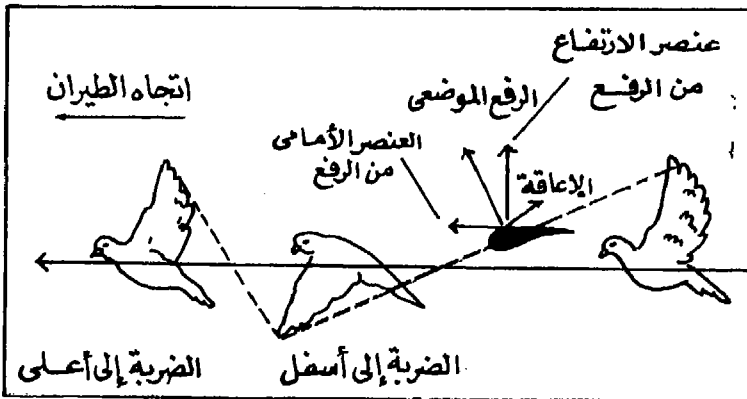 عنصر الارتفاع
من الرفع
الرفع الموضعى
اتجاه الطيران
العنصر الأمامى
من الرفع
الإعاقة
الضربة إلى أسفل
الضربة إلى أعلى